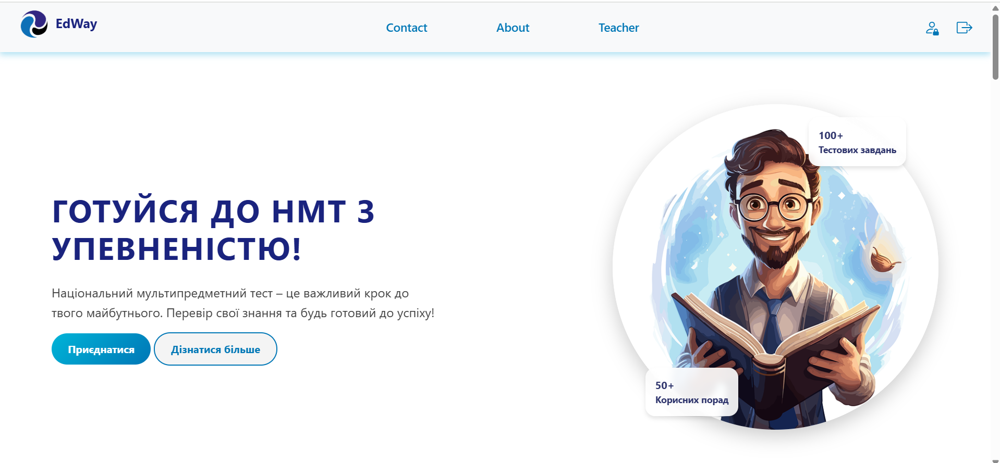 EdWay
Contact
About
Teacher
ГОТУЙСЯ ДО НМТ З
УПЕВНЕНІСТЮ!
Національний мультипредметний тест – це важливий крок до
твого майбутнього. Перевір свої знання та будь готовий до успіху!
Приєднатися
Дізнатися більше
100+
Тестових завдань
50+
Корисних порад